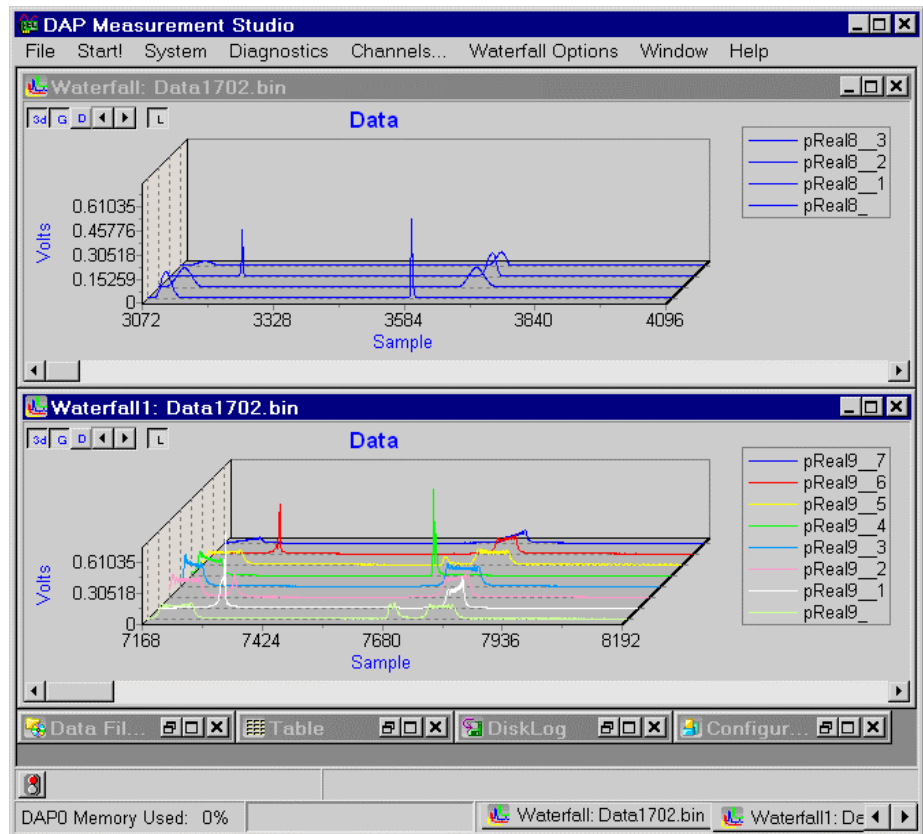 DAP Measurement Studio
File Start! System Diagnostics Channels... Waterfall Options Window Help
Waterfall: Data1702.bin
3d G D L
Data
pReal8__3
pReal8__2
pReal8__1
pReal8_
Volts
0.61035
0.45776
0.30518
0.15259
0
3072 3328 3584 3840 4096
Sample
Waterfall1: Data1702.bin
3d G D L
Data
pReal9__7
pReal9__6
pReal9__5
pReal9__4
pReal9__3
pReal9__2
pReal9__1
pReal9_
Volts
0.61035
0.30518
0
7168 7424 7680 7936 8192
Sample
Data Fil... Table DiskLog Configur...
DAP0 Memory Used: 0% Waterfall: Data1702.bin Waterfall1: Da